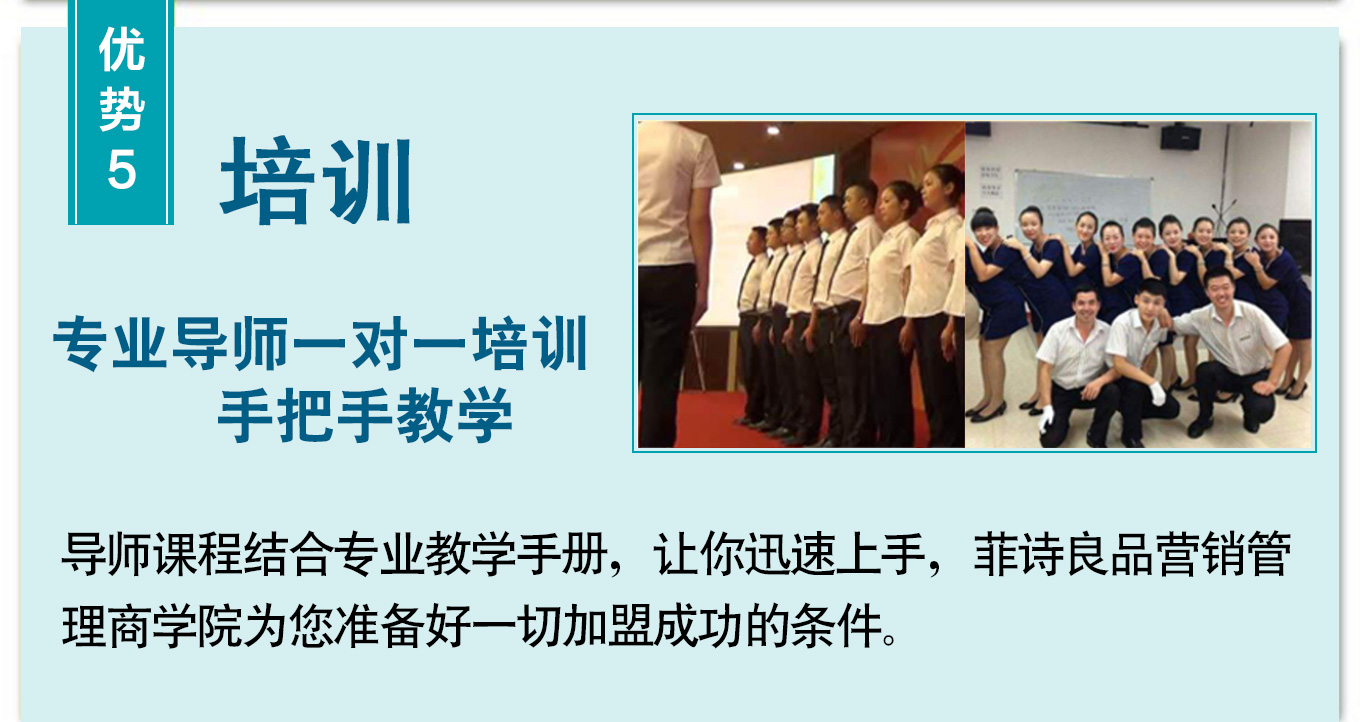 优势5
培训
专业导师一对一培训
手把手教学
导师课程结合专业教学手册，让你迅速上手，菲诗良品营销管
理商学院为您准备好一切加盟成功的条件。